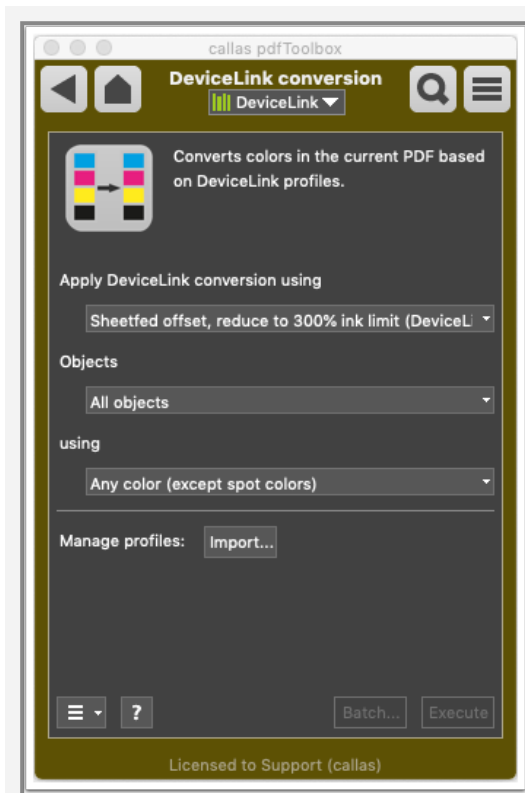 callas pdfToolbox
DeviceLink conversion
DeviceLink
Converts colors in the current PDF based
on DeviceLink profiles.
Apply DeviceLink conversion using
Sheetfed offset, reduce to 300% ink limit (DeviceLi
Objects
All objects
using
Any color (except spot colors)
Manage profiles: Import...
?
Batch... Execute
Licensed to Support (callas)